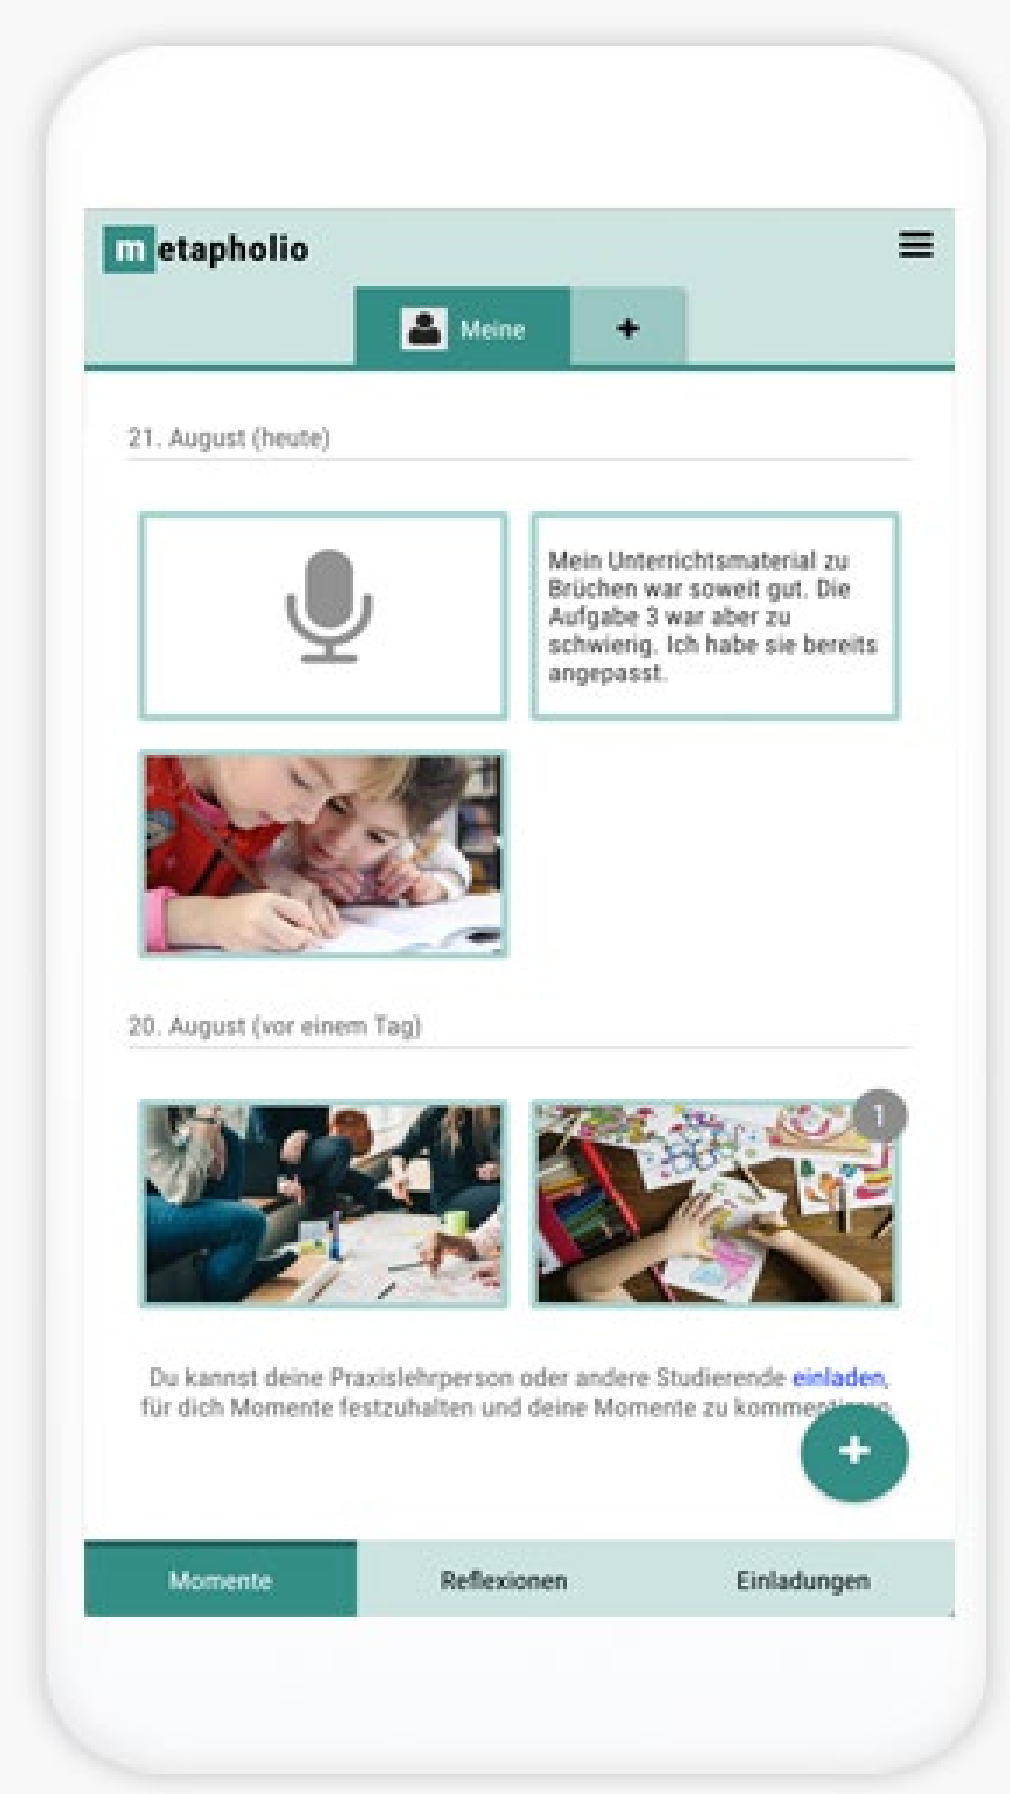 metapholio
Meine +
21. August (heute)
Mein Unterrichtsmaterial zu
Brüchen war soweit gut. Die
Aufgabe 3 war aber zu
schwierig. Ich habe sie bereits
angepasst.
20. August (vor einem Tag)
1
Du kannst deine Praxislehrperson oder andere Studierende einladen,
für dich Momente festzuhalten und deine Momente zu kommentieren.
+
Momente Reflexionen Einladungen